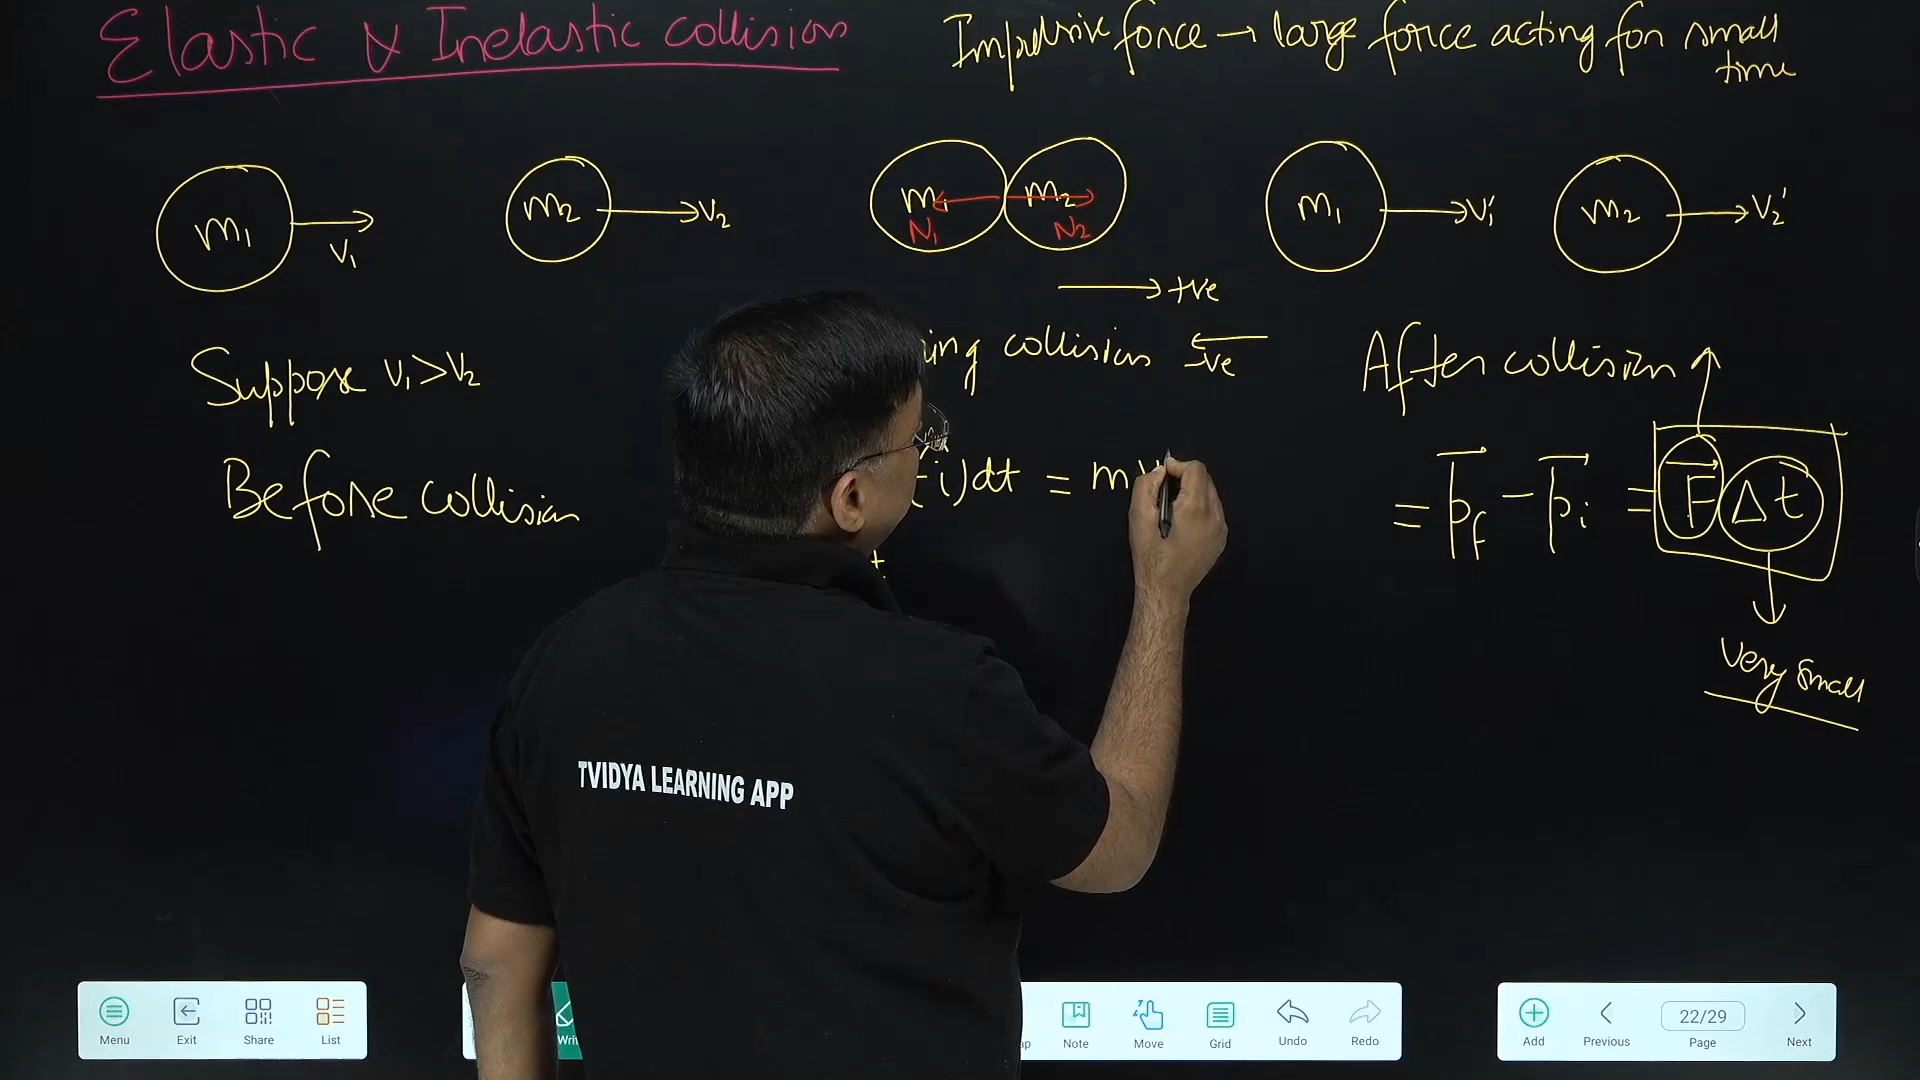 Elastic & Inelastic collision
Impulsive force → large force acting for small
time
m₁ → v₁
m₂ → v₂
m₁ m₂
N₁ N₂
m₁ → v₁'
m₂ → v₂'
→ +ve
Suppose v₁>v₂
collision ← -ve
After collision
Before collision
i)dt = m
= p⃗f - p⃗i = F⃗ Δt
very small
TVIDYA LEARNING APP
Menu Exit Share List
Note Move Grid Undo Redo
Add Previous 22/29 Page Next